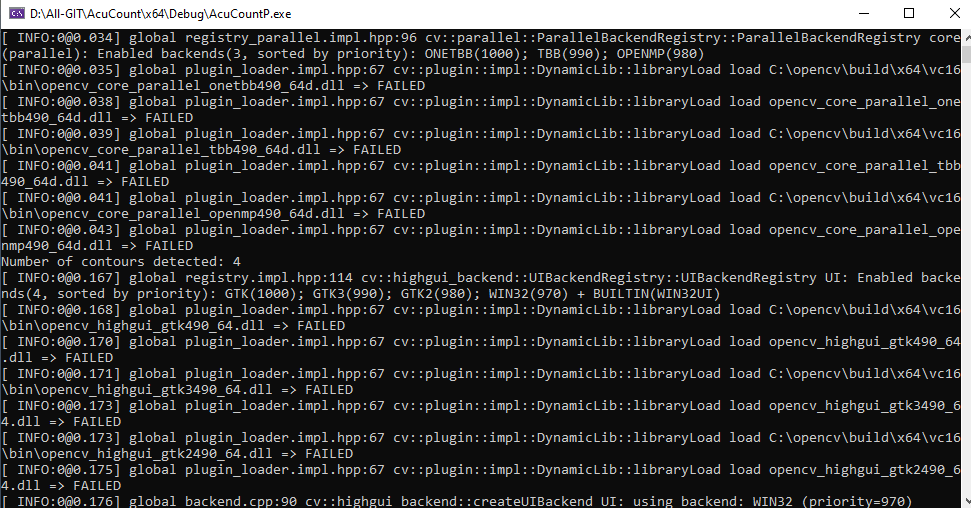 D:\All-GIT\AcuCount\x64\Debug\AcuCountP.exe
[ INFO:0@0.034] global registry_parallel.impl.hpp:96 cv::parallel::ParallelBackendRegistry::ParallelBackendRegistry core
(parallel): Enabled backends(3, sorted by priority): ONETBB(1000); TBB(990); OPENMP(980)
[ INFO:0@0.035] global plugin_loader.impl.hpp:67 cv::plugin::impl::DynamicLib::libraryLoad load C:\opencv\build\x64\vc16
\bin\opencv_core_parallel_onetbb490_64d.dll => FAILED
[ INFO:0@0.038] global plugin_loader.impl.hpp:67 cv::plugin::impl::DynamicLib::libraryLoad load opencv_core_parallel_one
tbb490_64d.dll => FAILED
[ INFO:0@0.039] global plugin_loader.impl.hpp:67 cv::plugin::impl::DynamicLib::libraryLoad load C:\opencv\build\x64\vc16
\bin\opencv_core_parallel_tbb490_64d.dll => FAILED
[ INFO:0@0.041] global plugin_loader.impl.hpp:67 cv::plugin::impl::DynamicLib::libraryLoad load opencv_core_parallel_tbb
490_64d.dll => FAILED
[ INFO:0@0.041] global plugin_loader.impl.hpp:67 cv::plugin::impl::DynamicLib::libraryLoad load C:\opencv\build\x64\vc16
\bin\opencv_core_parallel_openmp490_64d.dll => FAILED
[ INFO:0@0.043] global plugin_loader.impl.hpp:67 cv::plugin::impl::DynamicLib::libraryLoad load opencv_core_parallel_ope
nmp490_64d.dll => FAILED
Number of contours detected: 4
[ INFO:0@0.167] global registry.impl.hpp:114 cv::highgui_backend::UIBackendRegistry::UIBackendRegistry UI: Enabled backe
nds(4, sorted by priority): GTK(1000); GTK3(990); GTK2(980); WIN32(970) + BUILTIN(WIN32UI)
[ INFO:0@0.168] global plugin_loader.impl.hpp:67 cv::plugin::impl::DynamicLib::libraryLoad load C:\opencv\build\x64\vc16
\bin\opencv_highgui_gtk490_64.dll => FAILED
[ INFO:0@0.170] global plugin_loader.impl.hpp:67 cv::plugin::impl::DynamicLib::libraryLoad load opencv_highgui_gtk490_64
.dll => FAILED
[ INFO:0@0.171] global plugin_loader.impl.hpp:67 cv::plugin::impl::DynamicLib::libraryLoad load C:\opencv\build\x64\vc16
\bin\opencv_highgui_gtk3490_64.dll => FAILED
[ INFO:0@0.173] global plugin_loader.impl.hpp:67 cv::plugin::impl::DynamicLib::libraryLoad load opencv_highgui_gtk3490_6
4.dll => FAILED
[ INFO:0@0.173] global plugin_loader.impl.hpp:67 cv::plugin::impl::DynamicLib::libraryLoad load C:\opencv\build\x64\vc16
\bin\opencv_highgui_gtk2490_64.dll => FAILED
[ INFO:0@0.175] global plugin_loader.impl.hpp:67 cv::plugin::impl::DynamicLib::libraryLoad load opencv_highgui_gtk2490_6
4.dll => FAILED
[ INFO:0@0.176] global backend.cpp:90 cv::highgui_backend::createUIBackend UI: using backend: WIN32 (priority=970)